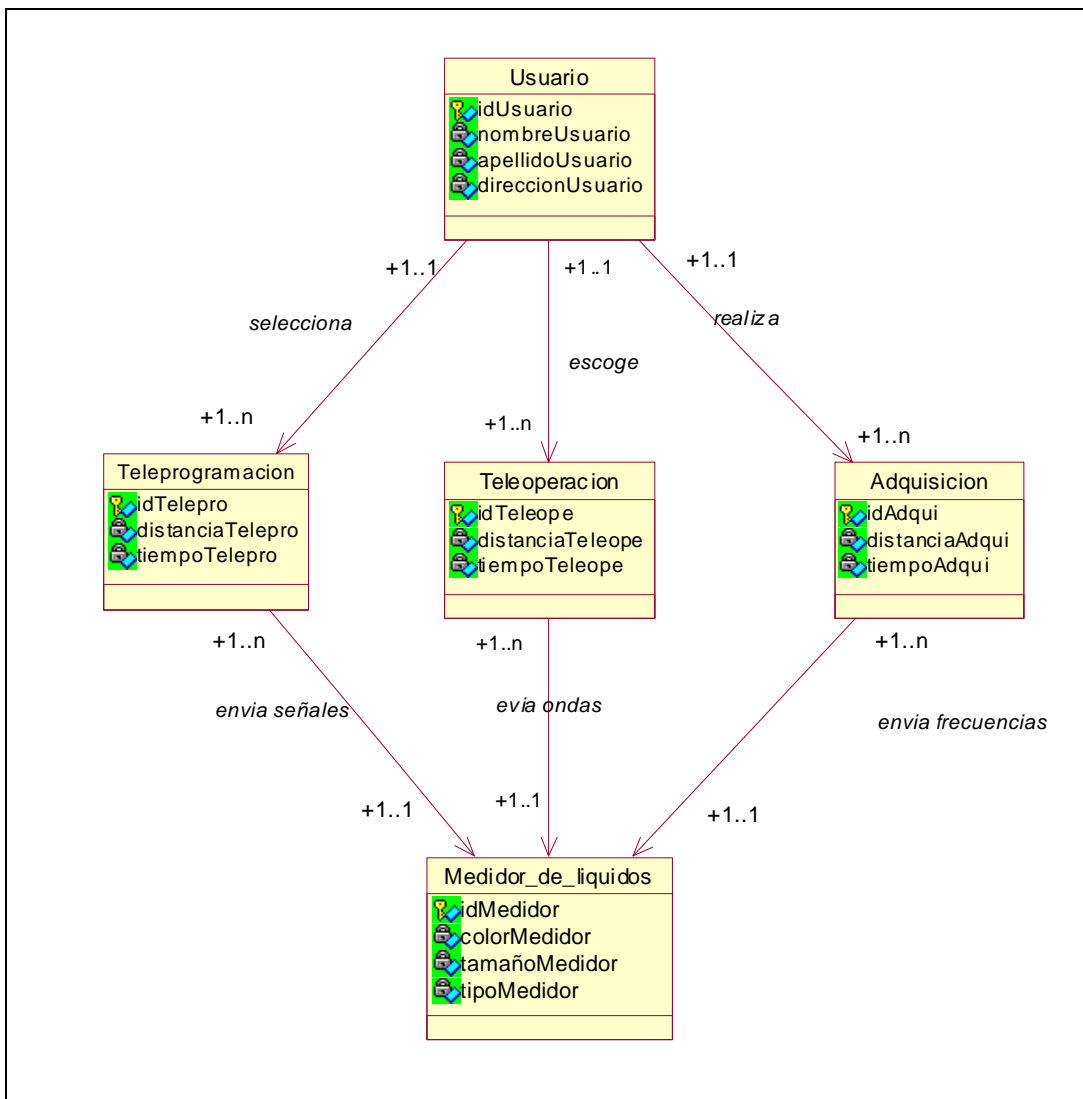 Usuario
idUsuario
nombreUsuario
apellidoUsuario
direccionUsuario
+1..1
+1..1
+1..1
selecciona
escoge
realiza
+1..n
+1..n
+1..n
Teleprogramacion
idTelepro
distanciaTelepro
tiempoTelepro
Teleoperacion
idTeleope
distanciaTeleope
tiempoTeleope
Adquisicion
idAdqui
distanciaAdqui
tiempoAdqui
+1..n
+1..n
+1..n
envia señales
evia ondas
envia frecuencias
+1..1
+1..1
+1..1
Medidor_de_liquidos
idMedidor
colorMedidor
tamañoMedidor
tipoMedidor